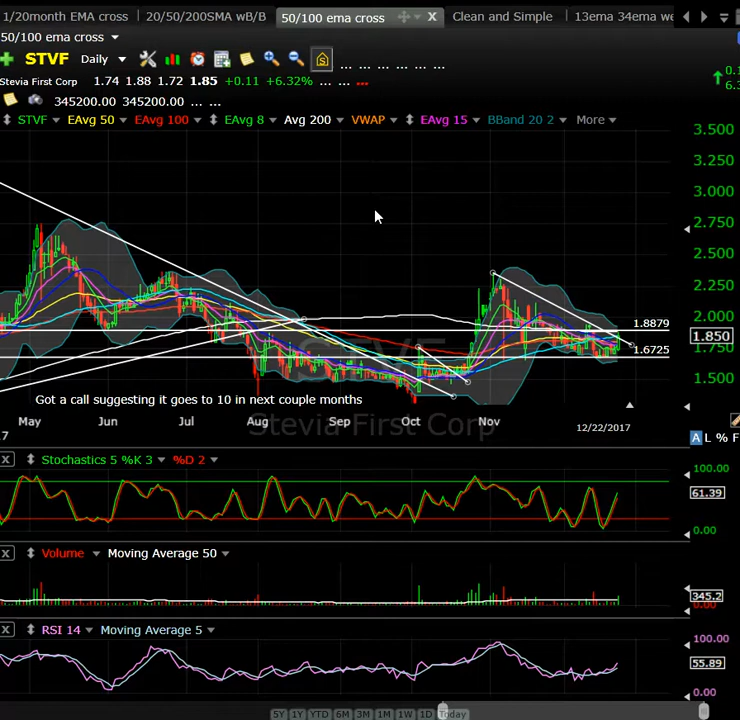 1/20month EMA cross 20/50/200SMA wB/B 50/100 ema cross X Clean and Simple 13ema 34ema we
50/100 ema cross
STVF Daily
Stevia First Corp 1.74 1.88 1.72 1.85 +0.11 +6.32% ... ... ...
345200.00 345200.00 ... ...
STVF EAvg 50 EAvg 100 EAvg 8 Avg 200 VWAP EAvg 15 BBand 20 2 More
3.500
3.250
3.000
2.750
2.500
2.250
2.000
1.8879
1.850
1.750
1.6725
1.500
Got a call suggesting it goes to 10 in next couple months
May Jun Jul Aug Sep Oct Nov
12/22/2017
Stevia First Corp
A L % F
X Stochastics 5 %K 3 %D 2
100.00
61.39
0.00
X Volume Moving Average 50
345.2
0.00
X RSI 14 Moving Average 5
100.00
55.89
0.00
5Y 1Y YTD 6M 3M 1M 1W 1D Today